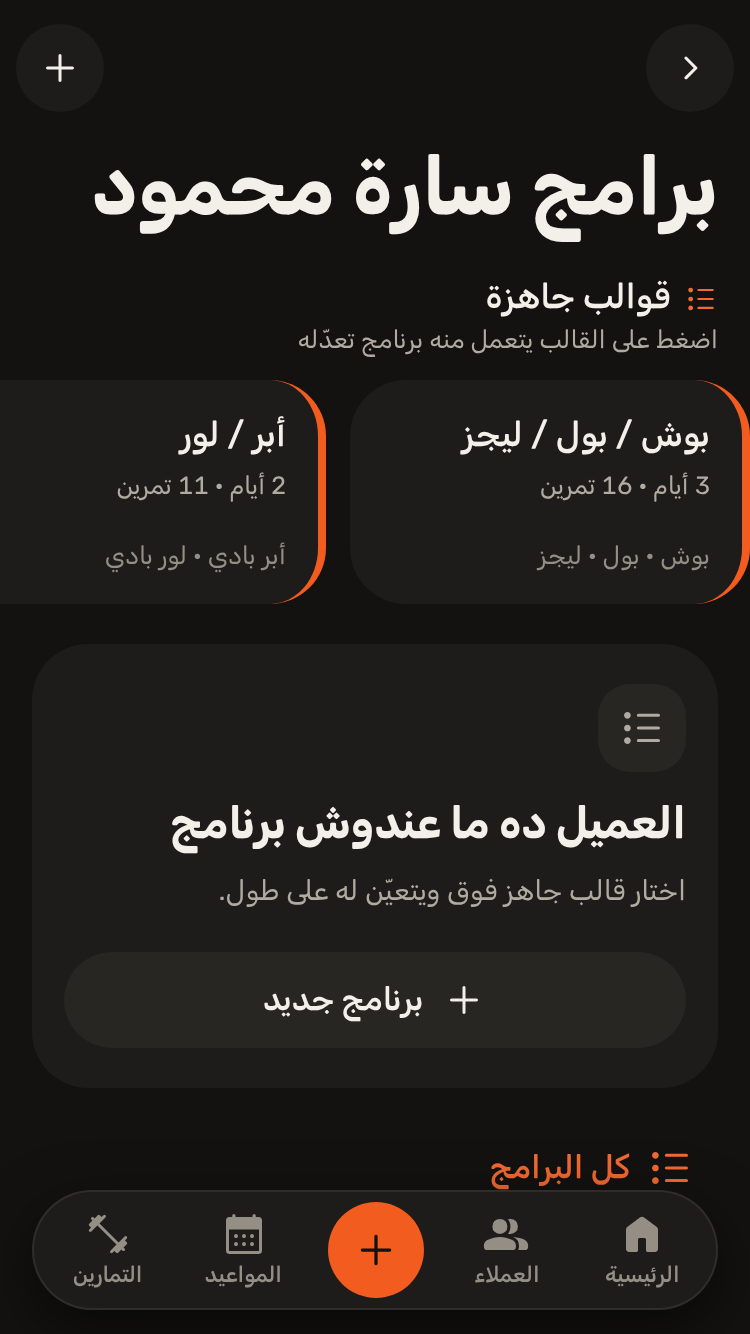 برامج سارة محمود
قوالب جاهزة
اضغط على القالب يتعمل منه برنامج تعدّله
بوش / بول / ليجز
3 أيام • 16 تمرين
بوش • بول • ليجز
أبر / لور
2 أيام • 11 تمرين
أبر بادي • لور بادي
العميل ده ما عندوش برنامج
اختار قالب جاهز فوق ويتعيّن له على طول.
برنامج جديد
كل البرامج
الرئيسية
العملاء
المواعيد
التمارين